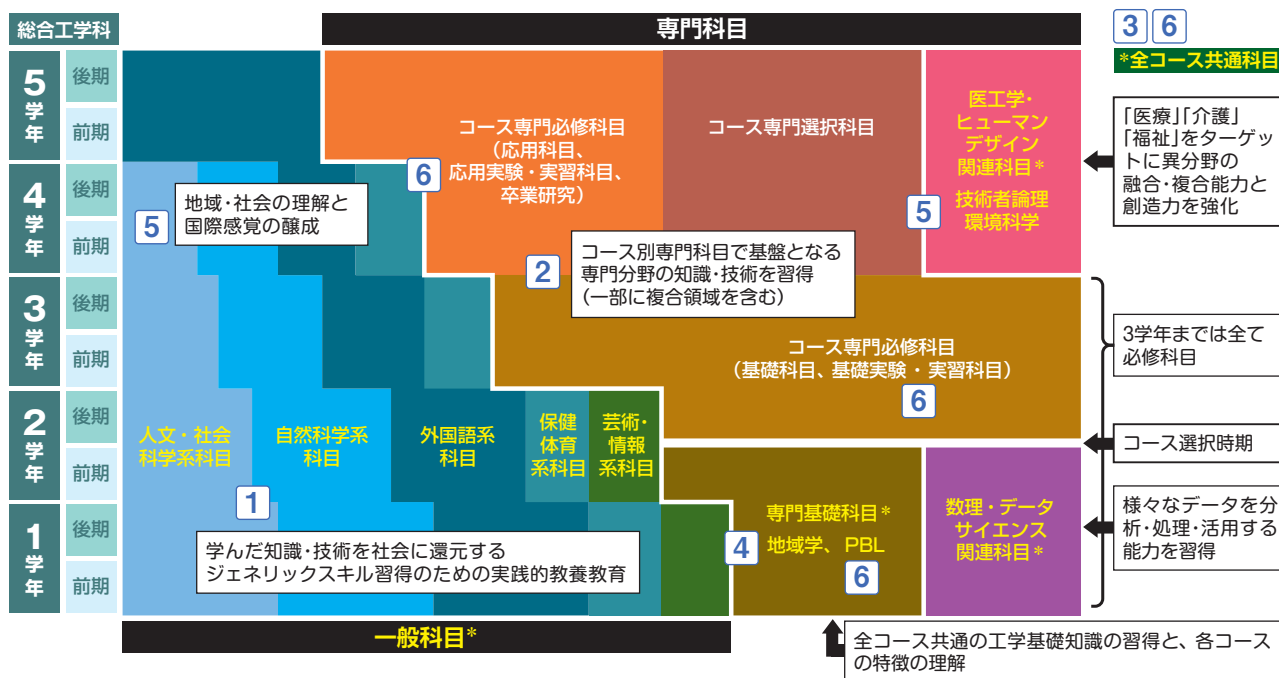 総合工学科
専門科目
3 6
*全コース共通科目
5学年
後期
前期
4学年
後期
前期
3学年
後期
前期
2学年
後期
前期
1学年
後期
前期
コース専門必修科目
(応用科目、
応用実験・実習科目、
卒業研究)
6
コース専門選択科目
医工学・
ヒューマン
デザイン
関連科目*
技術者論理
環境科学
5
「医療」「介護」
「福祉」をターゲッ
トに異分野の
融合・複合能力と
創造力を強化
5
地域・社会の理解と
国際感覚の醸成
2
コース別専門科目で基盤となる
専門分野の知識・技術を習得
(一部に複合領域を含む)
コース専門必修科目
(基礎科目、基礎実験・実習科目)
6
3学年までは全て
必修科目
人文・社会
科学系科目
自然科学系
科目
外国語系
科目
保健
体育
系科目
芸術・
情報
系科目
コース選択時期
1
学んだ知識・技術を社会に還元する
ジェネリックスキル習得のための実践的教養教育
4
専門基礎科目*
地域学、PBL
6
数理・データ
サイエンス
関連科目*
様々なデータを分
析・処理・活用する
能力を習得
一般科目*
全コース共通の工学基礎知識の習得と、各コース
の特徴の理解